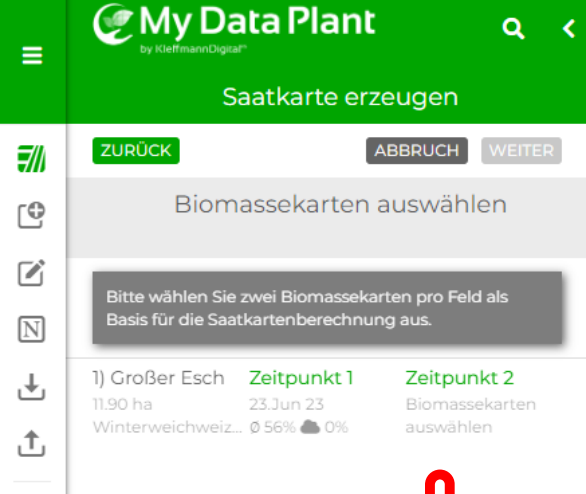 My Data Plant
by KleffmannDigital™
Saatkarte erzeugen
ZURÜCK ABBRUCH WEITER
Biomassekarten auswählen
Bitte wählen Sie zwei Biomassekarten pro Feld als
Basis für die Saatkartenberechnung aus.
1) Großer Esch Zeitpunkt 1 Zeitpunkt 2
11.90 ha 23.Jun 23 Biomassekarten
Winterweichweiz... Ø 56% 0% auswählen
N